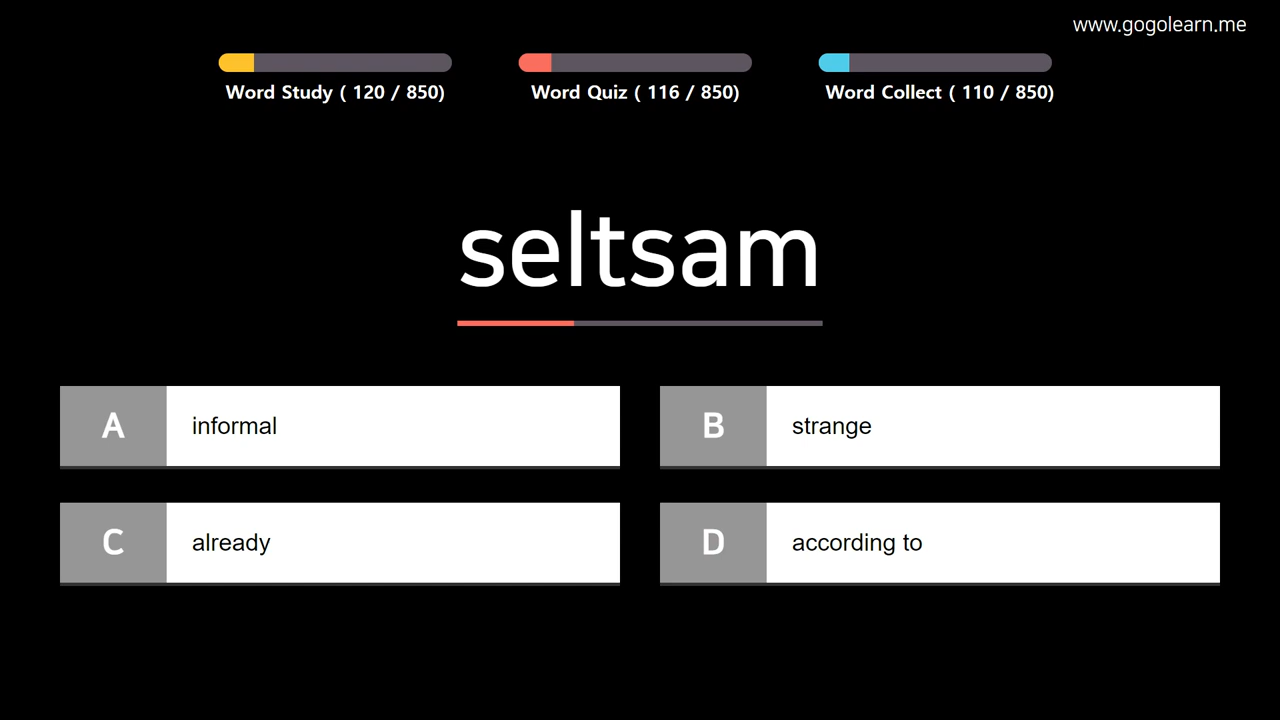 www.gogolearn.me
Word Study ( 120 / 850)
Word Quiz ( 116 / 850)
Word Collect ( 110 / 850)
seltsam
A informal
B strange
C already
D according to